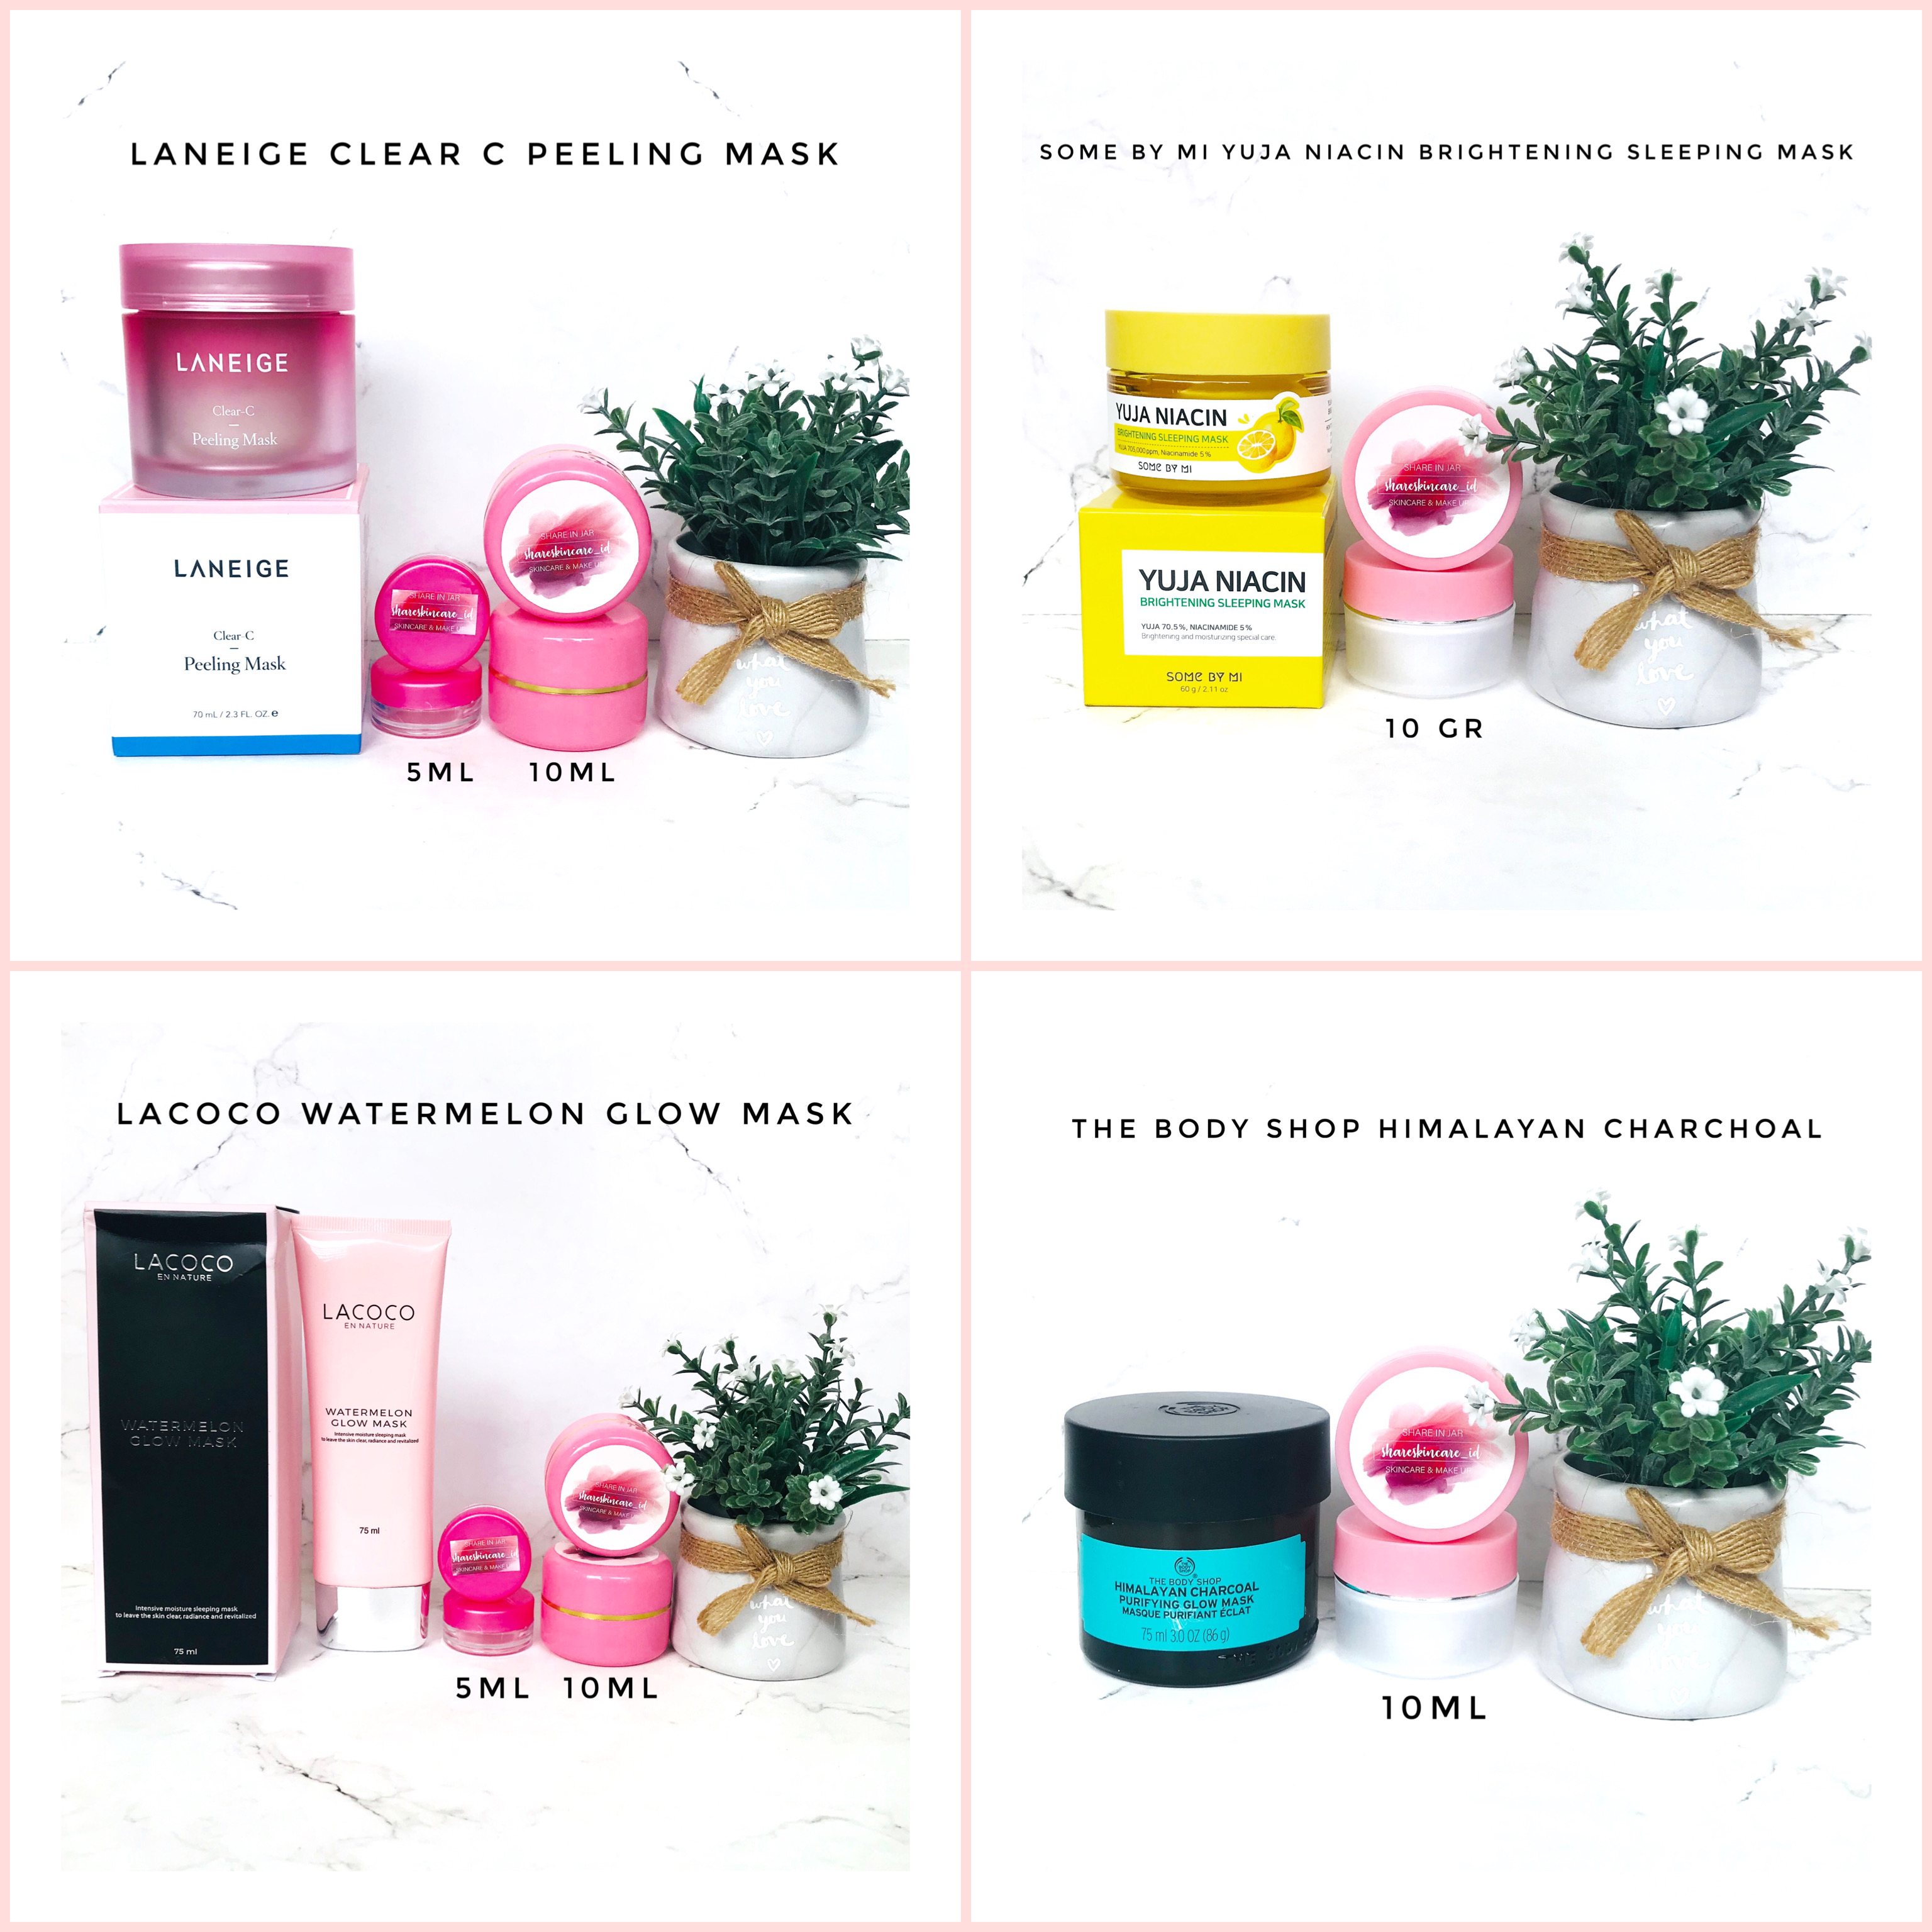 LANEIGE CLEAR C PEELING MASK
LANEIGE
Clear-C
Peeling Mask
LANEIGE
Clear-C
Peeling Mask
70 mL / 2.3 FL. OZ. e
SHARE IN JAR
shareskincare_id
SKINCARE & MAKE UP
SHARE IN JAR
shareskincare_id
SKINCARE & MAKE UP
what
you
love
5ML 10ML
SOME BY MI YUJA NIACIN BRIGHTENING SLEEPING MASK
YUJA NIACIN
BRIGHTENING SLEEPING MASK
YUJA 705,000ppm, Niacinamide 5%
SOME BY MI
YUJA NIACIN
BRIGHTENING SLEEPING MASK
YUJA 70.5%, NIACINAMIDE 5%
Brightening and moisturizing special care.
SOME BY MI
60 g / 2.11 oz
SHARE IN JAR
shareskincare_id
SKINCARE & MAKE UP
what
you
love
10 GR
LACOCO WATERMELON GLOW MASK
LACOCO
EN NATURE
WATERMELON
GLOW MASK
Intensive moisture sleeping mask
to leave the skin clear, radiance and revitalized
75 ml
LACOCO
EN NATURE
WATERMELON
GLOW MASK
Intensive moisture sleeping mask
to leave the skin clear, radiance and revitalized
75 ml
SHARE IN JAR
shareskincare_id
SKINCARE & MAKE UP
SHARE IN JAR
shareskincare_id
SKINCARE & MAKE UP
what
you
love
5ML 10ML
THE BODY SHOP HIMALAYAN CHARCHOAL
THE BODY SHOP
HIMALAYAN CHARCOAL
PURIFYING GLOW MASK
MASQUE PURIFIANT ÉCLAT
75 ml 3.0 OZ (86 g)
SHARE IN JAR
shareskincare_id
SKINCARE & MAKE UP
what
you
10ML